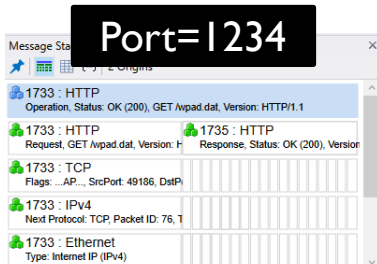 Port=1234
Message Sta
2 Origins
1733 : HTTP
Operation, Status: OK (200), GET /wpad.dat, Version: HTTP/1.1
1733 : HTTP
Request, GET /wpad.dat, Version: H
1735 : HTTP
Response, Status: OK (200), Version
1733 : TCP
Flags: ...AP..., SrcPort: 49186, DstP
1733 : IPv4
Next Protocol: TCP, Packet ID: 76, T
1733 : Ethernet
Type: Internet IP (IPv4)